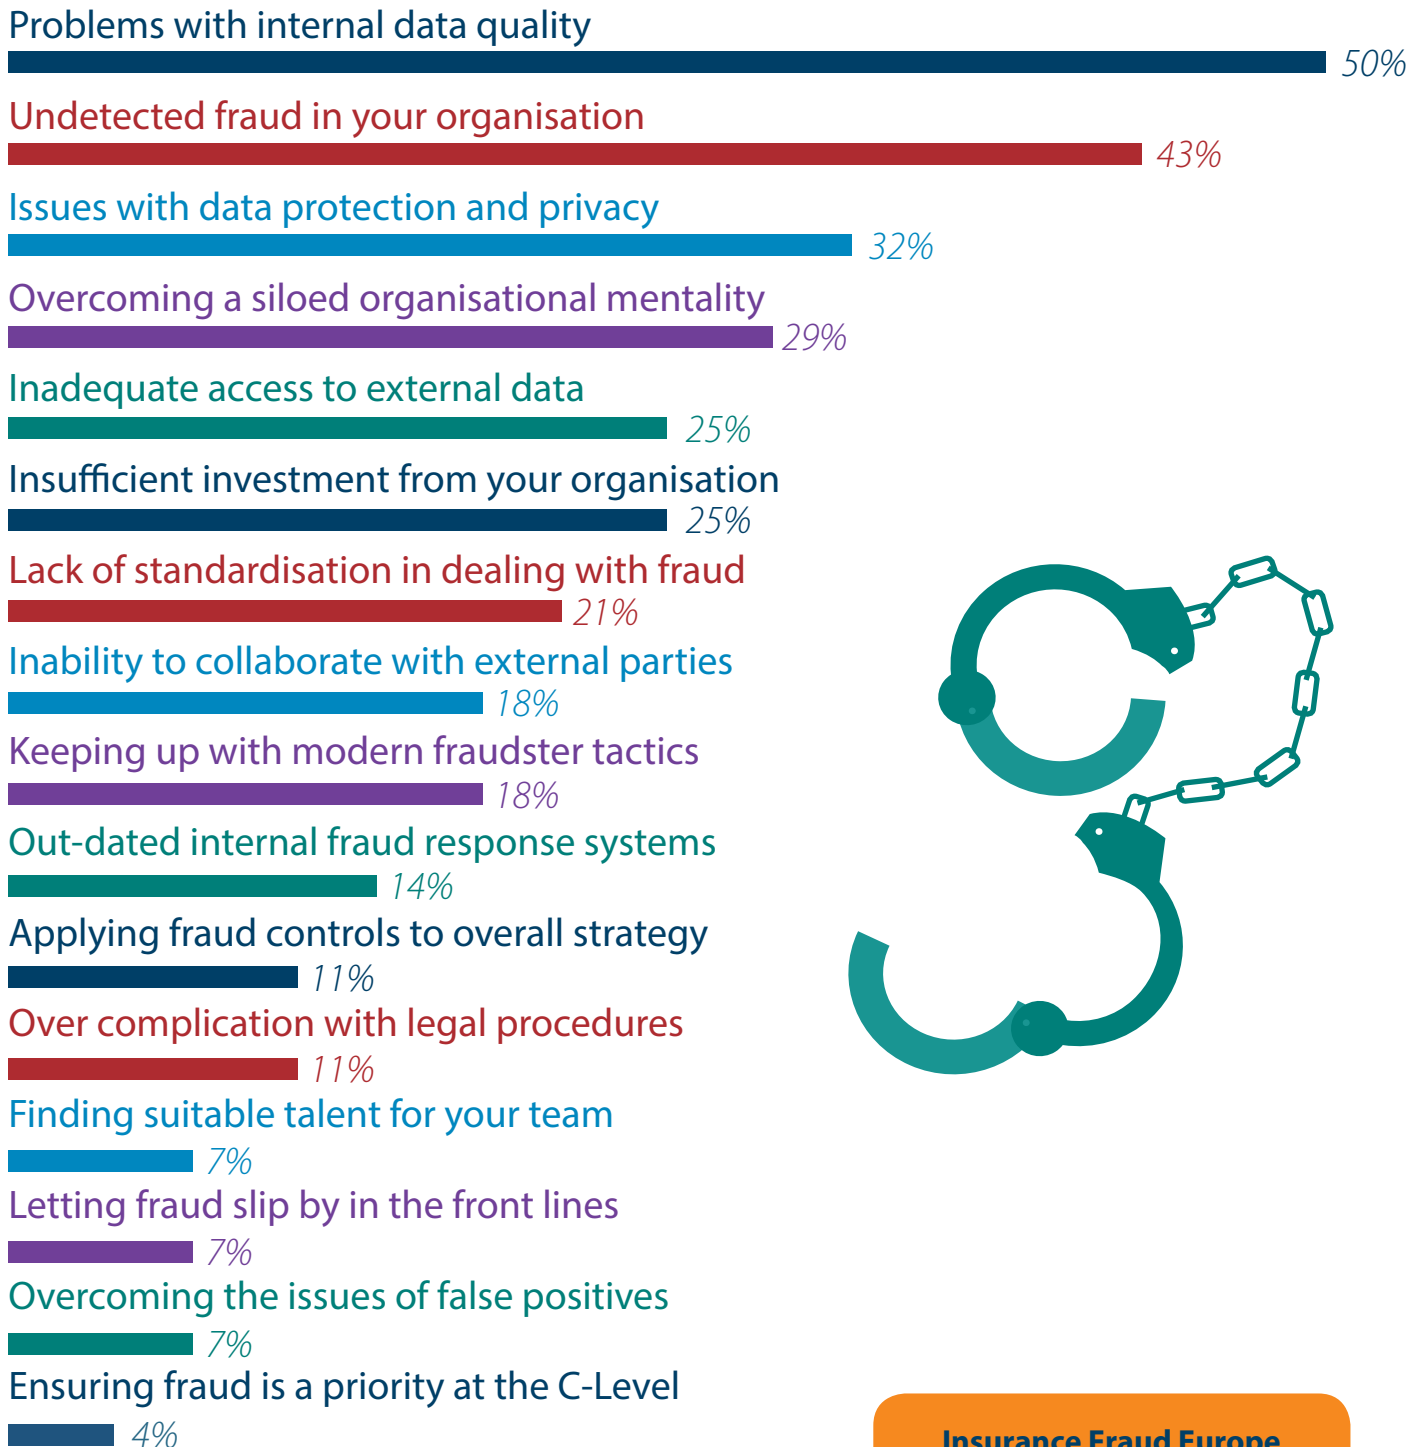 Problems with internal data quality
50%
Undetected fraud in your organisation
43%
Issues with data protection and privacy
32%
Overcoming a siloed organisational mentality
29%
Inadequate access to external data
25%
Insufficient investment from your organisation
25%
Lack of standardisation in dealing with fraud
21%
Inability to collaborate with external parties
18%
Keeping up with modern fraudster tactics
18%
Out-dated internal fraud response systems
14%
Applying fraud controls to overall strategy
11%
Over complication with legal procedures
11%
Finding suitable talent for your team
7%
Letting fraud slip by in the front lines
7%
Overcoming the issues of false positives
7%
Ensuring fraud is a priority at the C-Level
4%
Insurance Fraud Europe